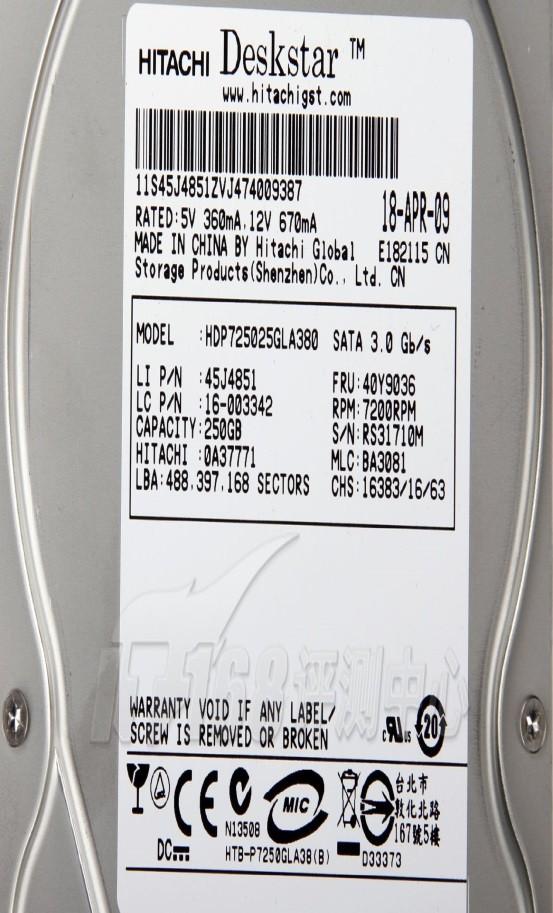 HITACHI Deskstar ™
www.hitachigst.com
11S45J4851ZVJ474009387
18-APR-09
RATED:5V 360mA,12V 670mA
MADE IN CHINA BY Hitachi Global E182115 CN
Storage Products(Shenzhen)Co., Ltd. CN
MODEL :HDP725025GLA380 SATA 3.0 Gb/s
LI P/N :45J4851 FRU:40Y9036
LC P/N :16-003342 RPM:7200RPM
CAPACITY:250GB S/N:RS31710M
HITACHI :0A37771 MLC:BA3081
LBA:488,397,168 SECTORS CHS:16383/16/63
IT168评测中心
WARRANTY VOID IF ANY LABEL/
SCREW IS REMOVED OR BROKEN
c RU us 20
CE N13508 MIC
台北市
敦化北路
167號5樓
DC HTB-P7250GLA38(B) D33373